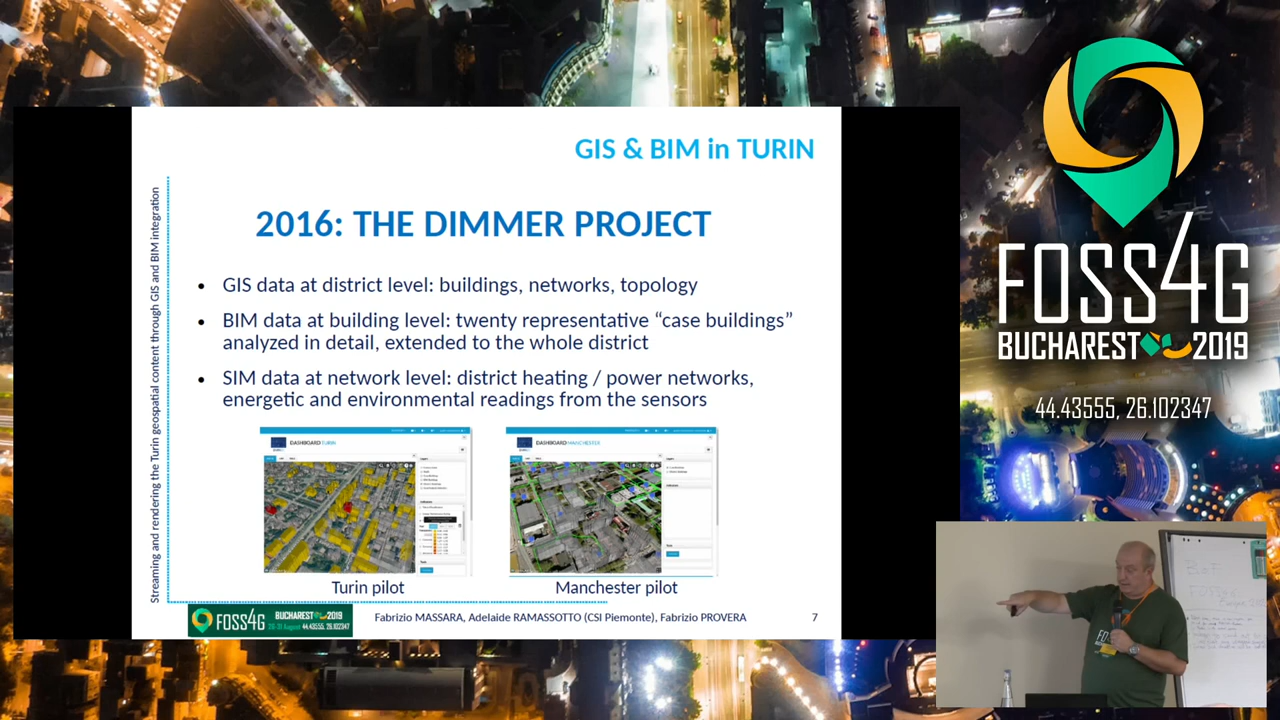 GIS & BIM in TURIN
Streaming and rendering the Turin geospatial content through GIS and BIM integration
2016: THE DIMMER PROJECT
• GIS data at district level: buildings, networks, topology
• BIM data at building level: twenty representative “case buildings”
analyzed in detail, extended to the whole district
• SIM data at network level: district heating / power networks,
energetic and environmental readings from the sensors
DASHBOARD TURIN
DASHBOARD MANCHESTER
Turin pilot
Manchester pilot
FOSS4G BUCHAREST 2019
26-31 August 44.43555, 26.102347
Fabrizio MASSARA, Adelaide RAMASSOTTO (CSI Piemonte), Fabrizio PROVERA
7
FOSS4G
BUCHAREST 2019
44.43555, 26.102347